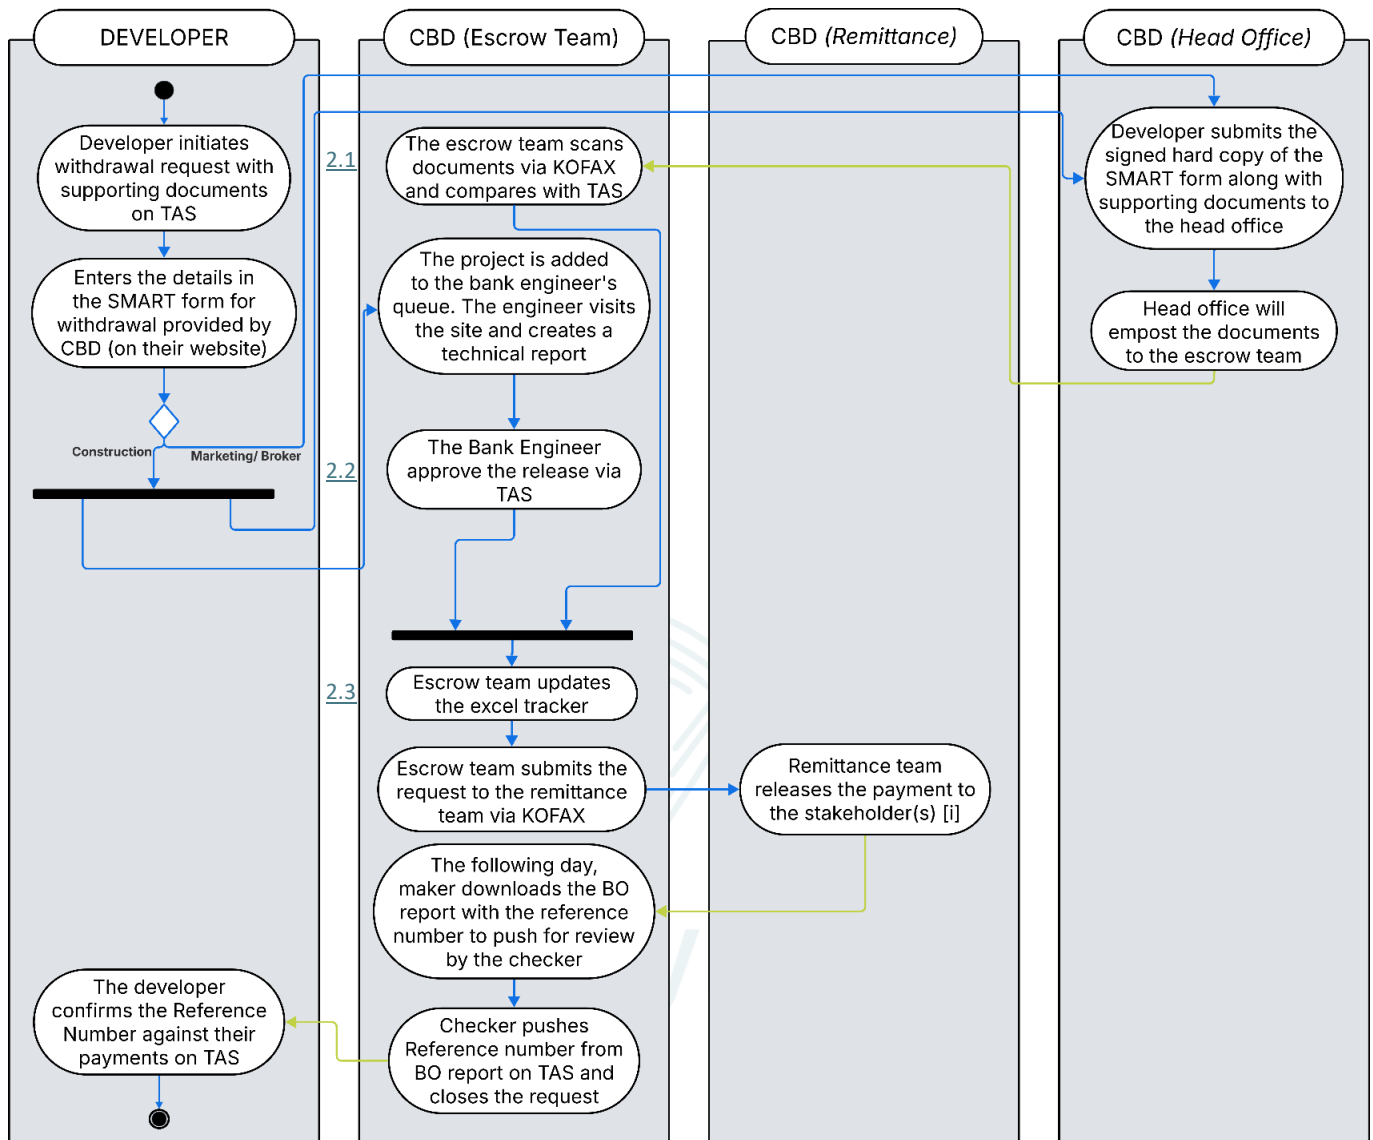 DEVELOPER
CBD (Escrow Team)
CBD (Remittance)
CBD (Head Office)
Developer initiates
withdrawal request with
supporting documents
on TAS
Enters the details in
the SMART form for
withdrawal provided by
CBD (on their website)
Construction
Marketing/ Broker
2.1
The escrow team scans
documents via KOFAX
and compares with TAS
The project is added
to the bank engineer's
queue. The engineer visits
the site and creates a
technical report
2.2
The Bank Engineer
approve the release via
TAS
2.3
Escrow team updates
the excel tracker
Escrow team submits the
request to the remittance
team via KOFAX
The following day,
maker downloads the BO
report with the reference
number to push for review
by the checker
Checker pushes
Reference number from
BO report on TAS and
closes the request
The developer
confirms the Reference
Number against their
payments on TAS
Remittance team
releases the payment to
the stakeholder(s) [i]
Developer submits the
signed hard copy of the
SMART form along with
supporting documents to
the head office
Head office will
empost the documents
to the escrow team